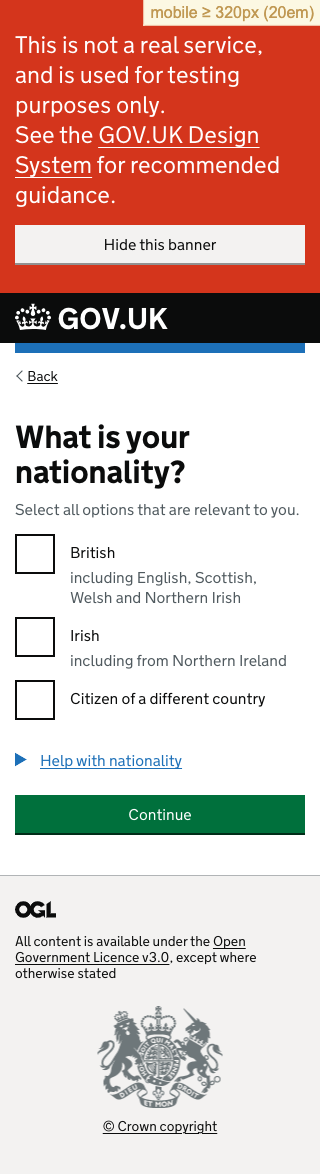 mobile ≥ 320px (20em)
This is not a real service,
and is used for testing
purposes only.
See the GOV.UK Design
System for recommended
guidance.
Hide this banner
GOV.UK
Back
What is your
nationality?
Select all options that are relevant to you.
British
including English, Scottish,
Welsh and Northern Irish
Irish
including from Northern Ireland
Citizen of a different country
Help with nationality
Continue
OGL
All content is available under the Open
Government Licence v3.0, except where
otherwise stated
DIEU ET MON
© Crown copyright